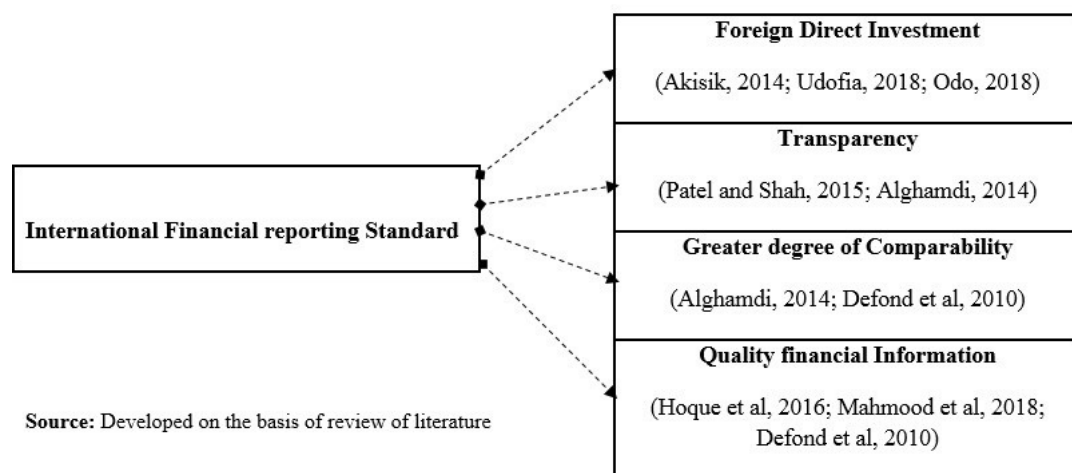 Foreign Direct Investment
(Akisik, 2014; Udofia, 2018; Odo, 2018)
Transparency
(Patel and Shah, 2015; Alghamdi, 2014)
International Financial reporting Standard
Greater degree of Comparability
(Alghamdi, 2014; Defond et al, 2010)
Quality financial Information
(Hoque et al, 2016; Mahmood et al, 2018;
Defond et al, 2010)
Source: Developed on the basis of review of literature